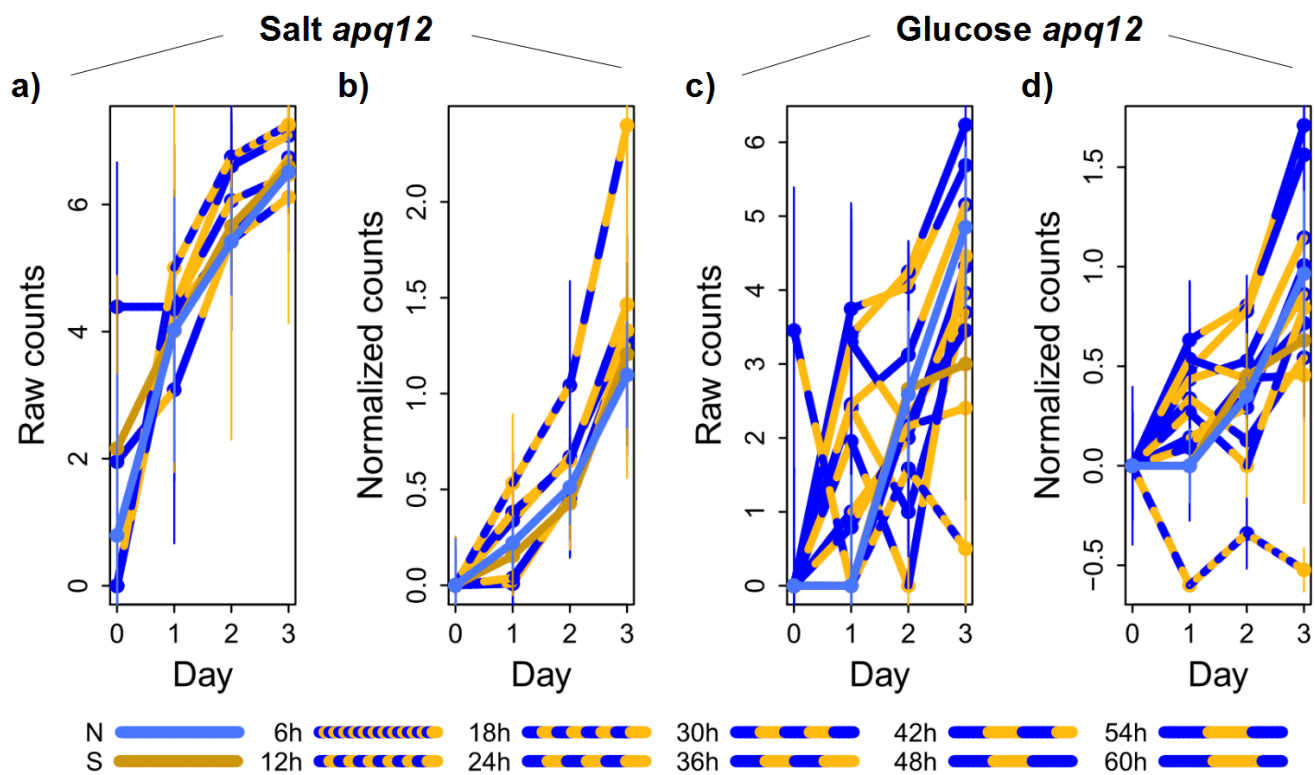 Salt apq12 Glucose apq12
a) b) c) d)
Raw counts
0 2 4 6
0 1 2 3
Day
Normalized counts
0.0 0.5 1.0 1.5 2.0
0 1 2 3
Day
Raw counts
0 1 2 3 4 5 6
0 1 2 3
Day
Normalized counts
−0.5 0.0 0.5 1.0 1.5
0 1 2 3
Day
N 6h 18h 30h 42h 54h
S 12h 24h 36h 48h 60h